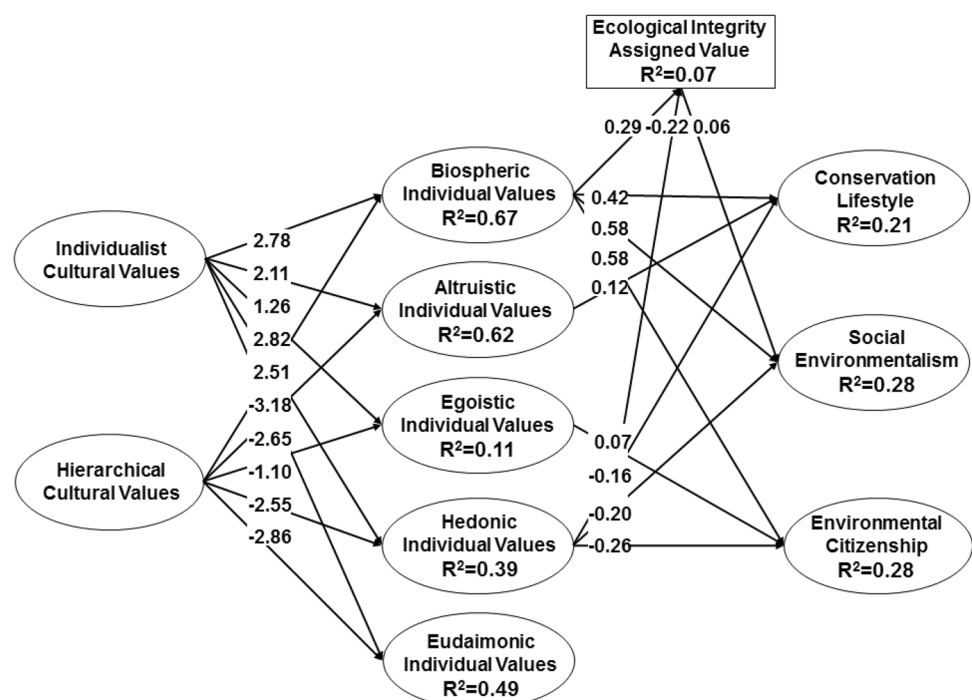 Ecological Integrity
Assigned Value
R²=0.07
0.29 -0.22 0.06
Biospheric
Individual Values
R²=0.67
Conservation
Lifestyle
R²=0.21
0.42
0.58
0.58
0.12
Individualist
Cultural Values
2.78
2.11
1.26
2.82
2.51
Altruistic
Individual Values
R²=0.62
Social
Environmentalism
R²=0.28
-3.18
-2.65
-1.10
-2.55
-2.86
Egoistic
Individual Values
R²=0.11
0.07
-0.16
-0.20
-0.26
Hierarchical
Cultural Values
Hedonic
Individual Values
R²=0.39
Environmental
Citizenship
R²=0.28
Eudaimonic
Individual Values
R²=0.49